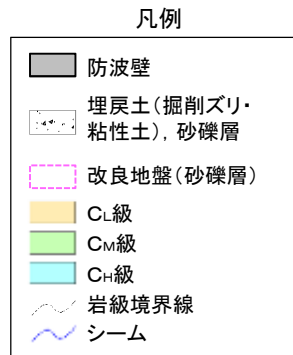 凡例
防波壁
埋戻土(掘削ズリ・
粘性土),砂礫層
改良地盤(砂礫層)
CL級
CM級
CH級
岩級境界線
シーム